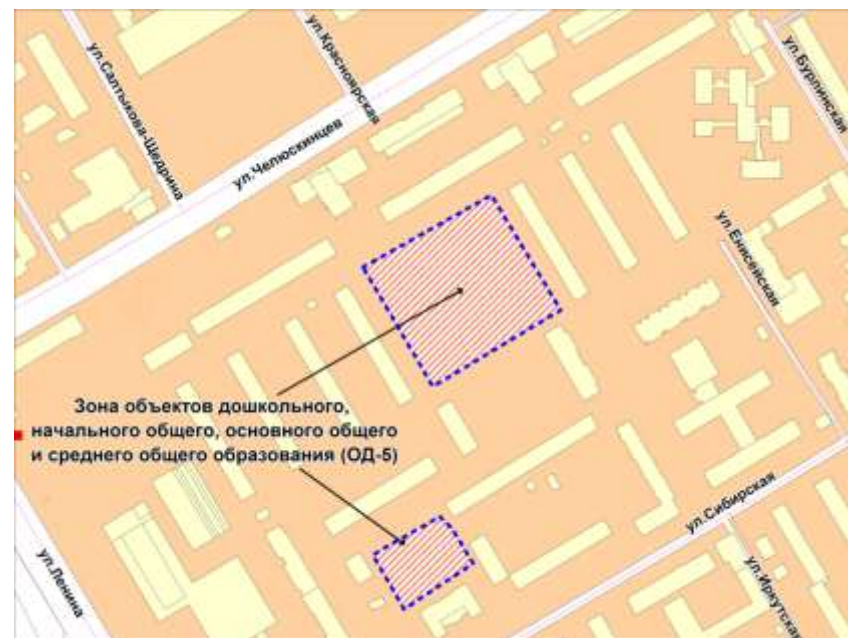 ул.Салтыкова-Щедрина
ул.Красноярская
ул.Челюскинцев
ул.Бурлинская
ул.Енисейская
Зона объектов дошкольного,
начального общего, основного общего
и среднего общего образования (ОД-5)
ул.Сибирская
ул.Ленина
ул.Иркутская